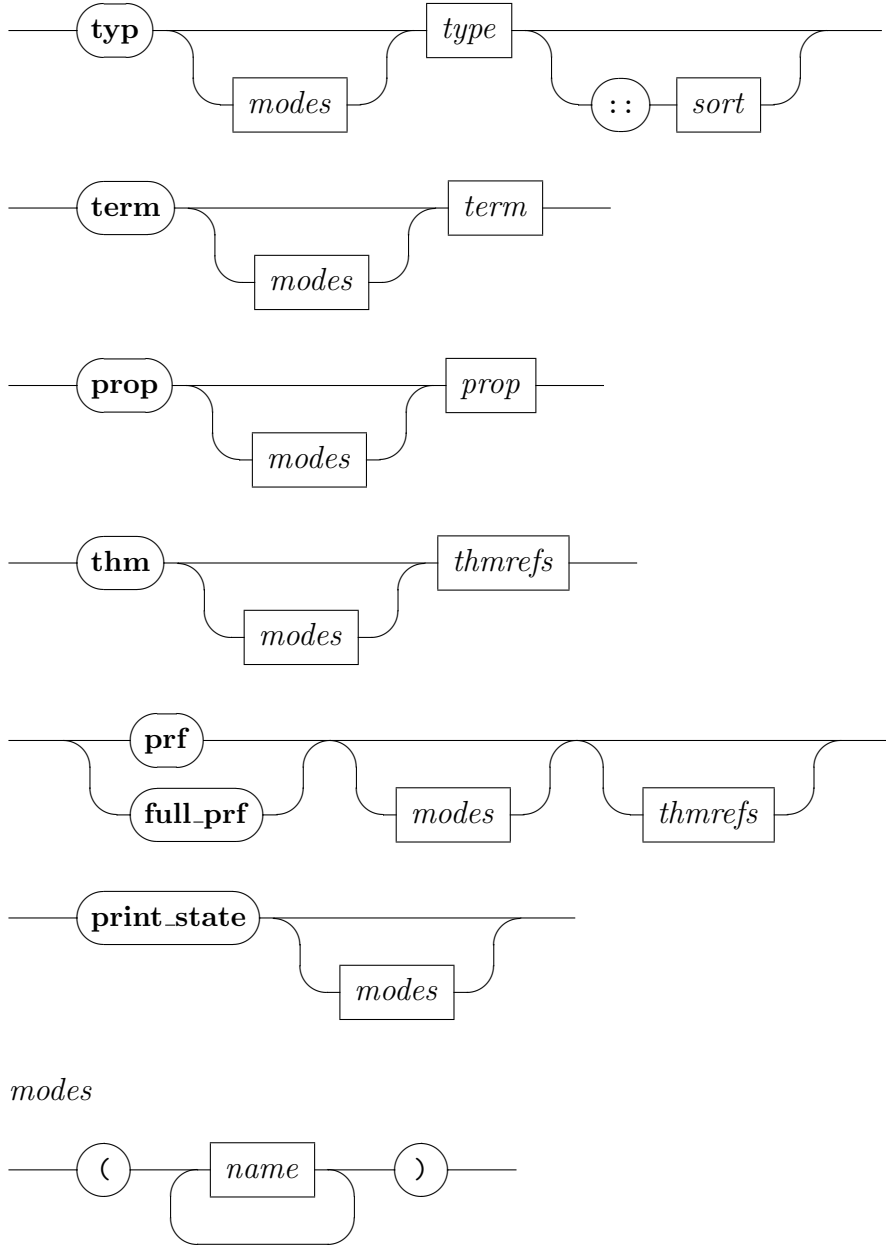 typ modes type :: sort
term modes term
prop modes prop
thm modes thmrefs
prf
full_prf modes thmrefs
print_state modes
modes
( name )